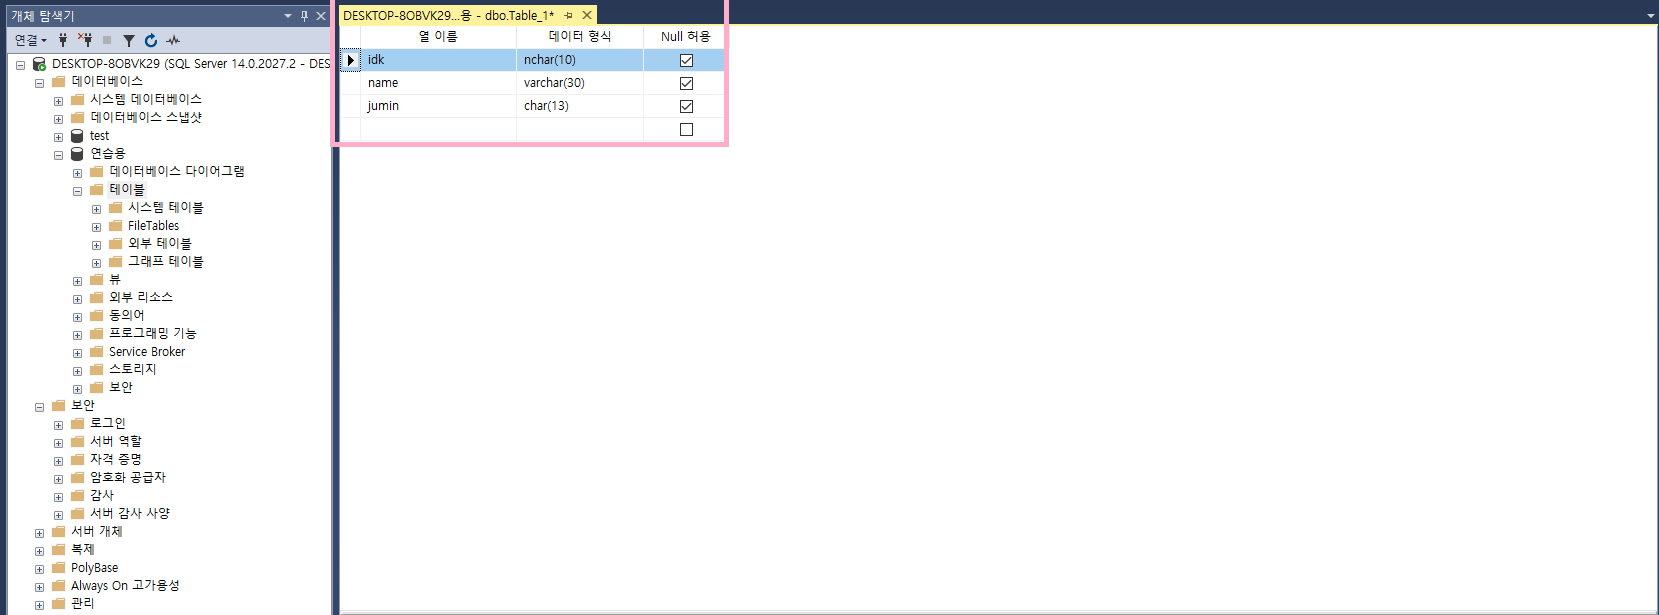 개체 탐색기
연결
DESKTOP-8OBVK29 (SQL Server 14.0.2027.2 - DES
데이터베이스
시스템 데이터베이스
데이터베이스 스냅샷
test
연습용
데이터베이스 다이어그램
테이블
시스템 테이블
FileTables
외부 테이블
그래프 테이블
뷰
외부 리소스
동의어
프로그래밍 기능
Service Broker
스토리지
보안
보안
로그인
서버 역할
자격 증명
암호화 공급자
감사
서버 감사 사양
서버 개체
복제
PolyBase
Always On 고가용성
관리
DESKTOP-8OBVK29...용 - dbo.Table_1*
열 이름 데이터 형식 Null 허용
idk nchar(10)
name varchar(30)
jumin char(13)